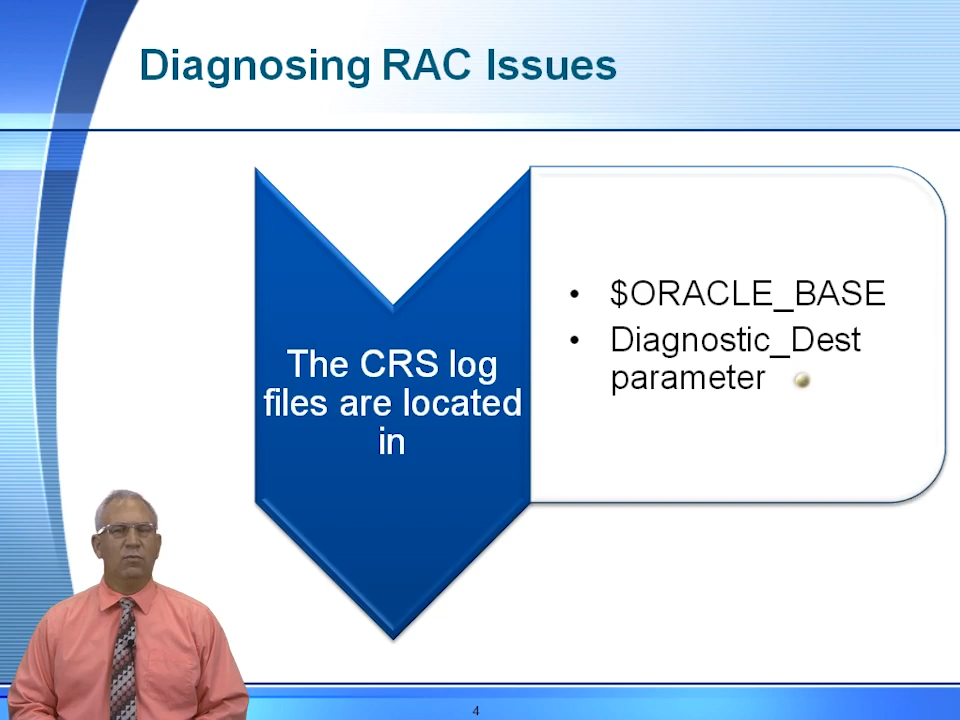 Diagnosing RAC Issues
The CRS log
files are located
in
• $ORACLE_BASE
• Diagnostic_Dest
parameter
4